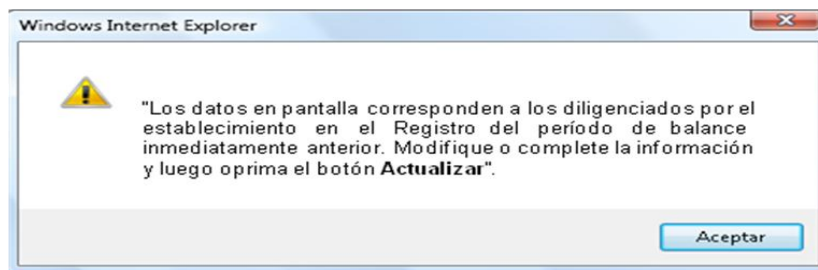 Windows Internet Explorer
"Los datos en pantalla corresponden a los diligenciados por el
establecimiento en el Registro del período de balance
inmediatamente anterior. Modifique o complete la información
y luego oprima el botón Actualizar".
Aceptar